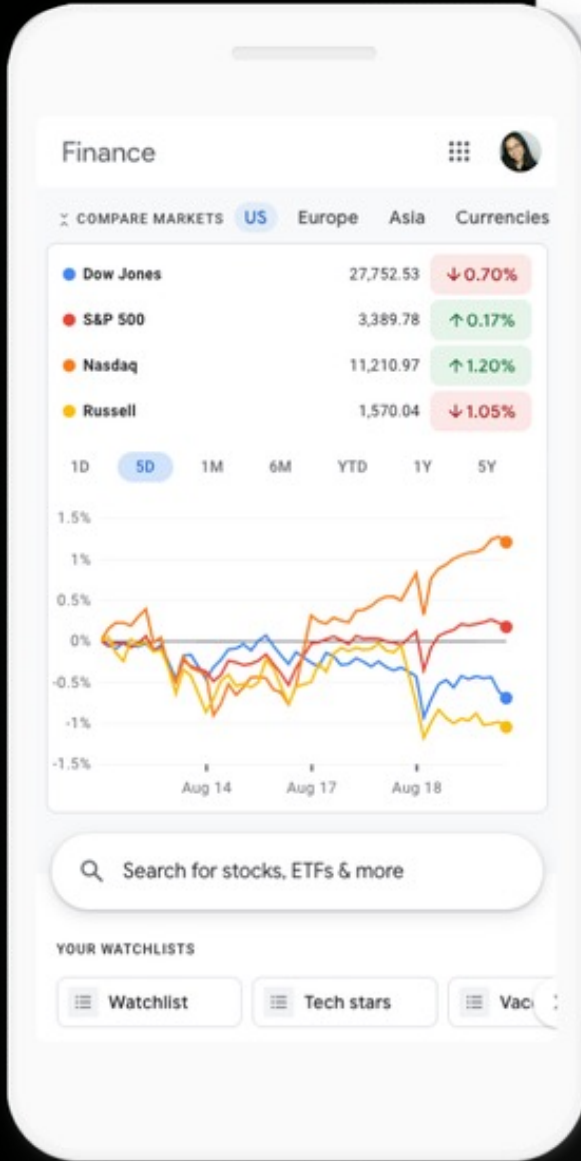 Finance
COMPARE MARKETS US Europe Asia Currencies
Dow Jones 27,752.53 ↓0.70%
S&P 500 3,389.78 ↑0.17%
Nasdaq 11,210.97 ↑1.20%
Russell 1,570.04 ↓1.05%
1D 5D 1M 6M YTD 1Y 5Y
1.5%
1%
0.5%
0%
-0.5%
-1%
-1.5%
Aug 14 Aug 17 Aug 18
Search for stocks, ETFs & more
YOUR WATCHLISTS
Watchlist Tech stars